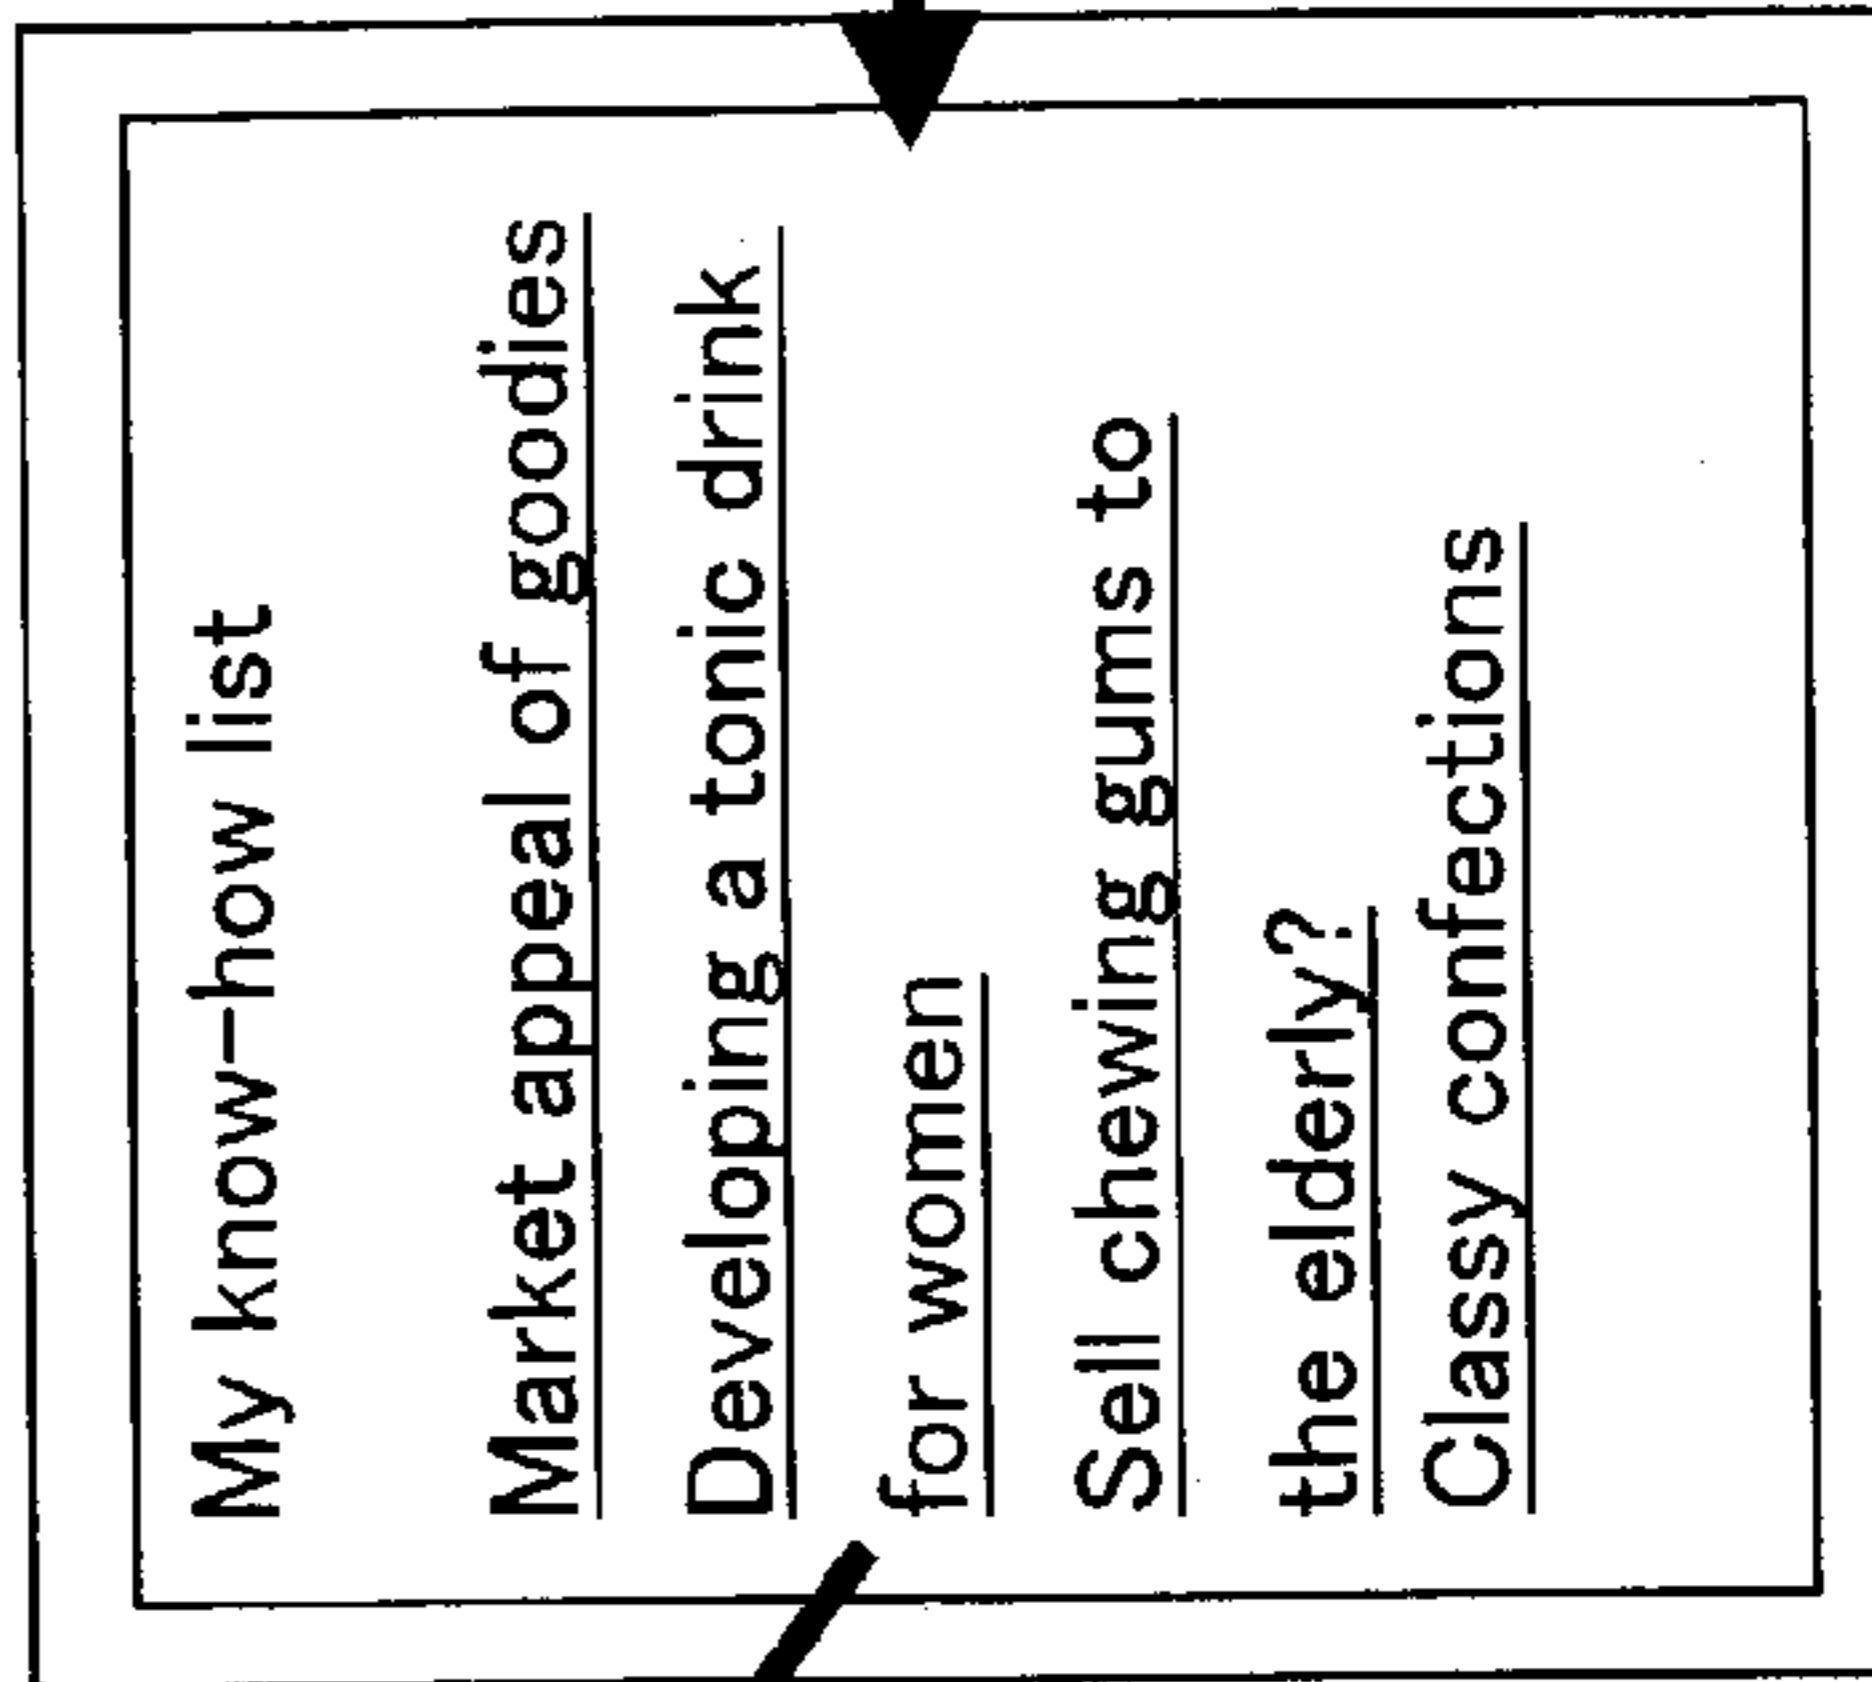 My know-how list
Market appeal of goodies
Developing a tonic drink
for women
Sell chewing gums to
the elderly?
Classy confections